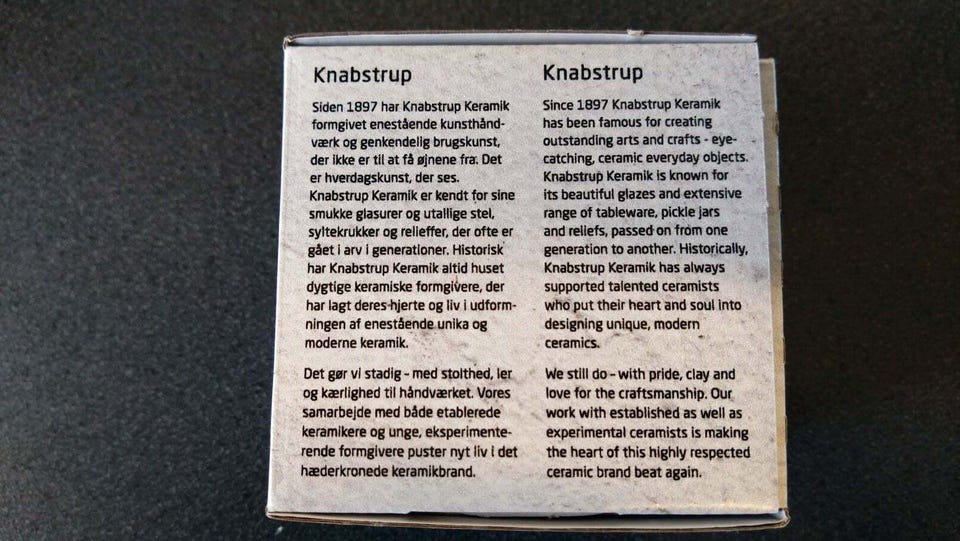 Knabstrup
Siden 1897 har Knabstrup Keramik
formgivet enestående kunsthånd-
værk og genkendelig brugskunst,
der ikke er til at få øjnene fra. Det
er hverdagskunst, der ses.
Knabstrup Keramik er kendt for sine
smukke glasurer og utallige stel,
syltekrukker og relieffer, der ofte er
gået i arv i generationer. Historisk
har Knabstrup Keramik altid huset
dygtige keramiske formgivere, der
har lagt deres hjerte og liv i udform-
ningen af enestående unika og
moderne keramik.
Det gør vi stadig - med stolthed, ler
og kærlighed til håndværket. Vores
samarbejde med både etablerede
keramikere og unge, eksperimente-
rende formgivere puster nyt liv i det
hæderkronede keramikbrand.
Knabstrup
Since 1897 Knabstrup Keramik
has been famous for creating
outstanding arts and crafts - eye-
catching, ceramic everyday objects.
Knabstrup Keramik is known for
its beautiful glazes and extensive
range of tableware, pickle jars
and reliefs, passed on from one
generation to another. Historically,
Knabstrup Keramik has always
supported talented ceramists
who put their heart and soul into
designing unique, modern
ceramics.
We still do - with pride, clay and
love for the craftsmanship. Our
work with established as well as
experimental ceramists is making
the heart of this highly respected
ceramic brand beat again.